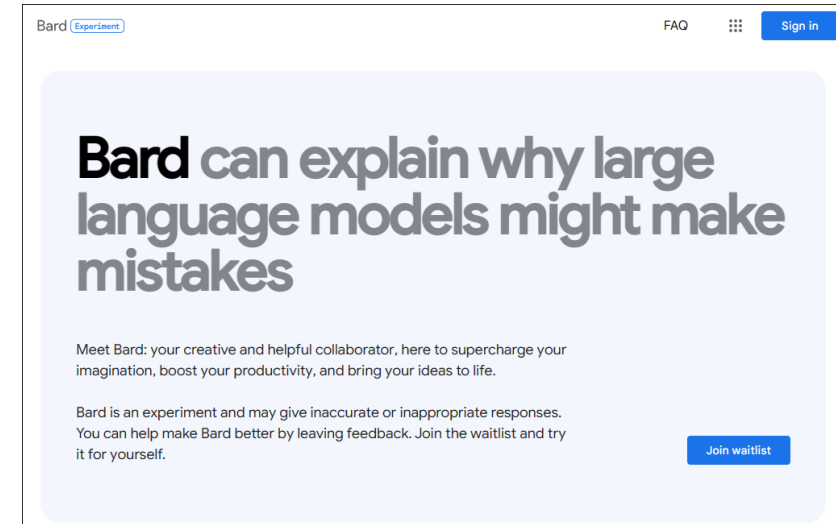 Bard Experiment
FAQ
Sign in
Bard can explain why large
language models might make
mistakes
Meet Bard: your creative and helpful collaborator, here to supercharge your
imagination, boost your productivity, and bring your ideas to life.
Bard is an experiment and may give inaccurate or inappropriate responses.
You can help make Bard better by leaving feedback. Join the waitlist and try
it for yourself.
Join waitlist